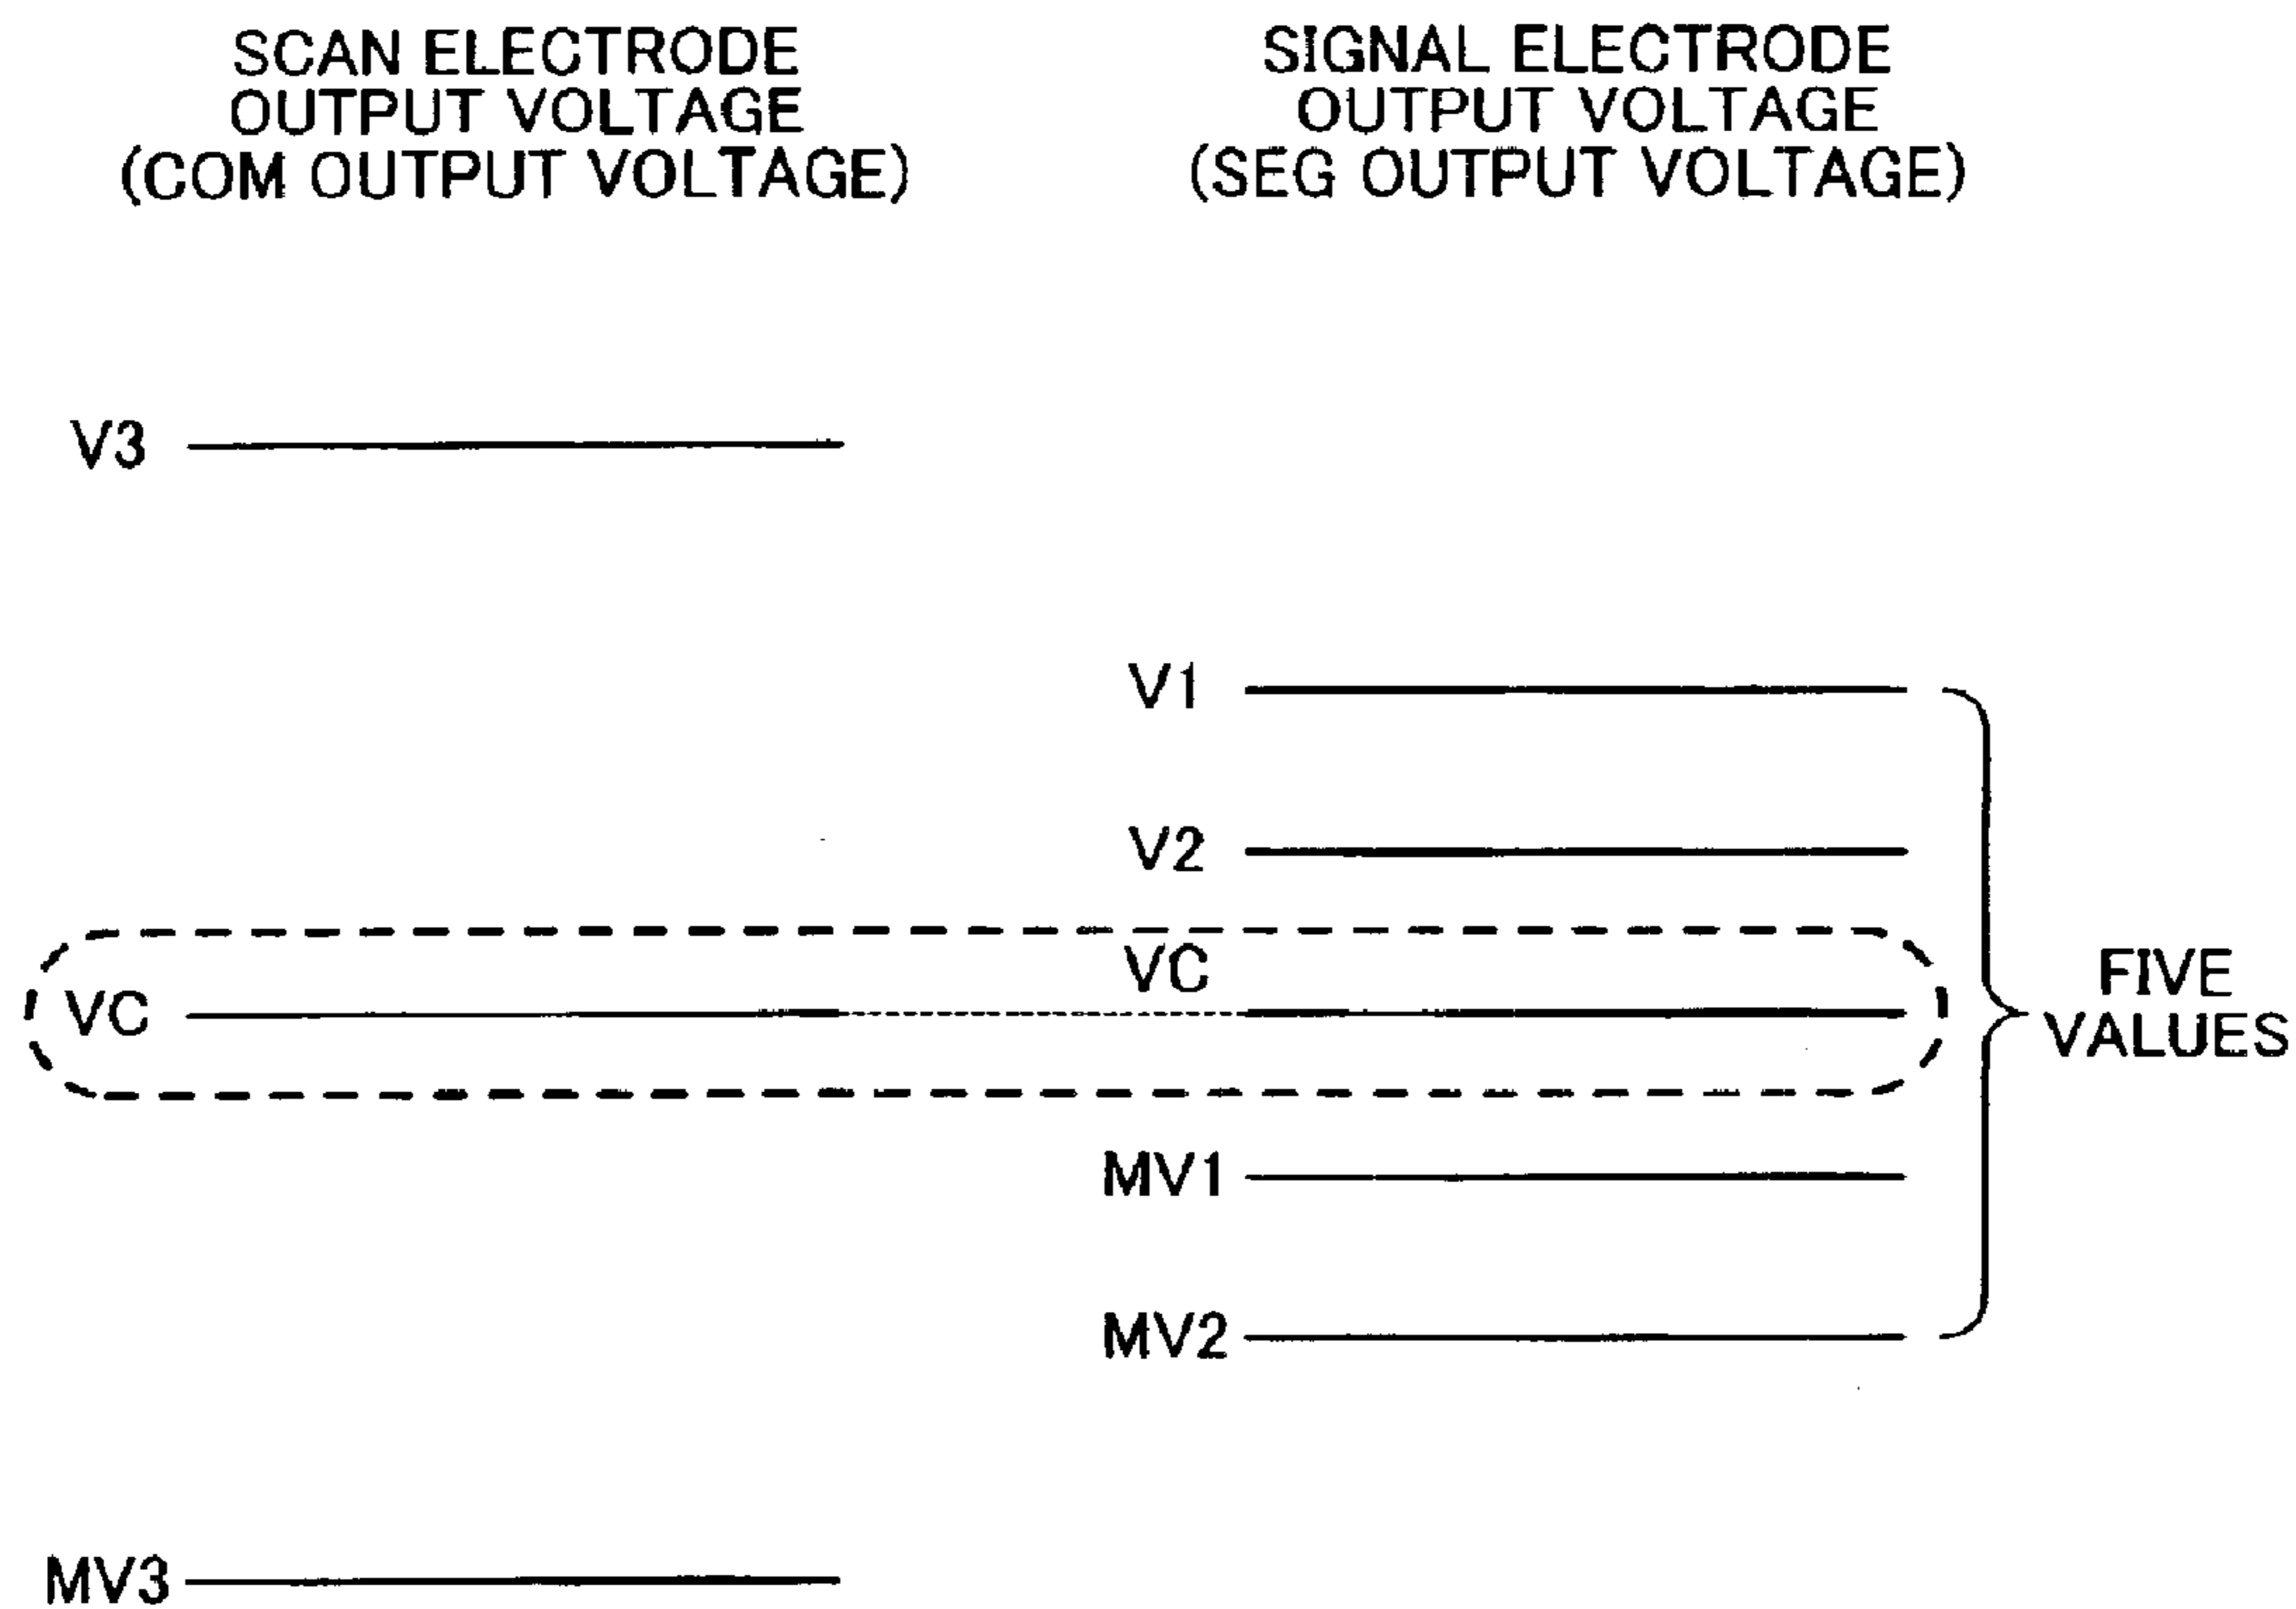 SCAN ELECTRODE
OUTPUT VOLTAGE
(COM OUTPUT VOLTAGE)
SIGNAL ELECTRODE
OUTPUT VOLTAGE
(SEG OUTPUT VOLTAGE)
V3
V1
V2
VC
VC
FIVE
VALUES
MV1
MV2
MV3